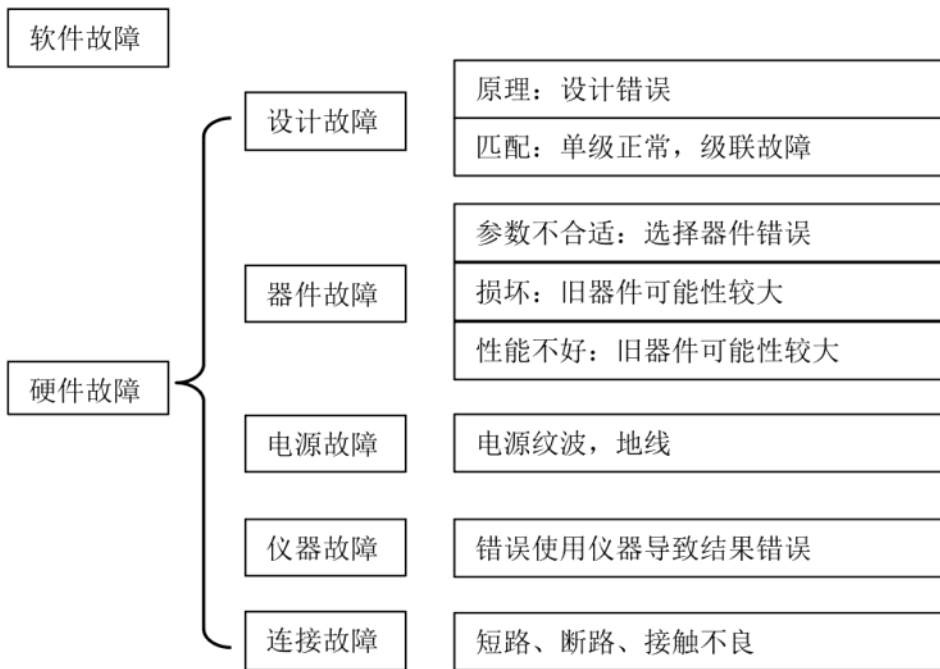 软件故障
设计故障
原理：设计错误
匹配：单级正常，级联故障
器件故障
参数不合适：选择器件错误
损坏：旧器件可能性较大
性能不好：旧器件可能性较大
硬件故障
电源故障
电源纹波，地线
仪器故障
错误使用仪器导致结果错误
连接故障
短路、断路、接触不良